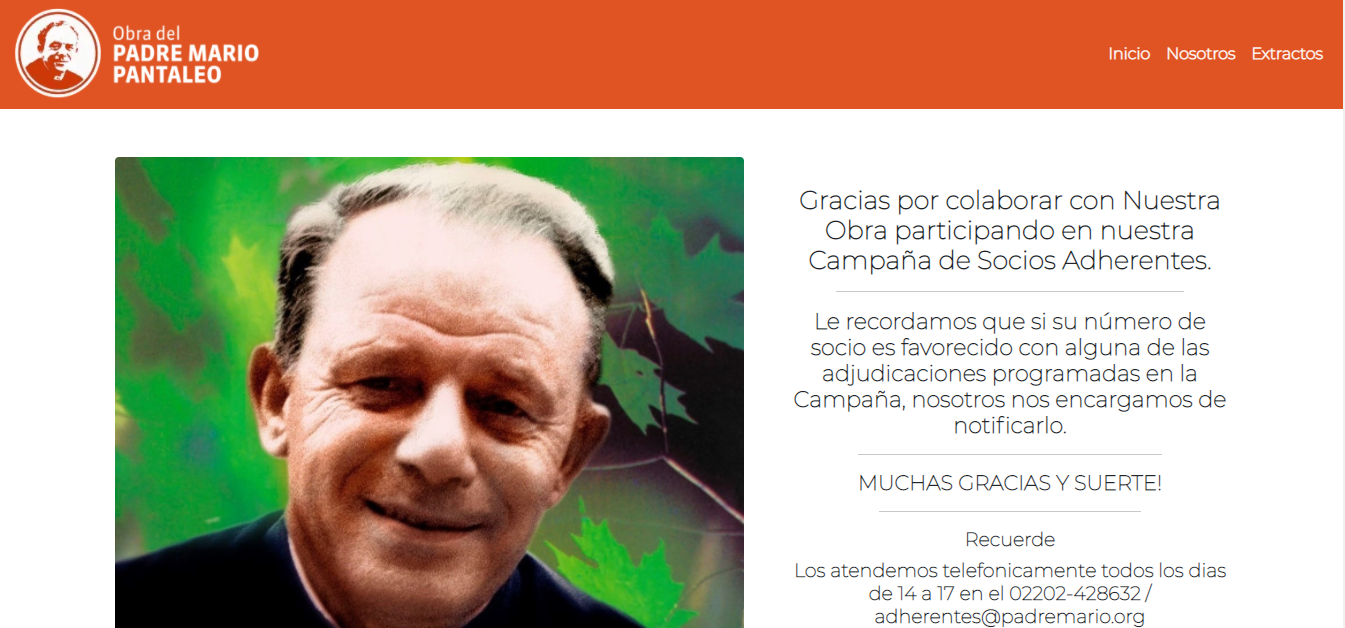 Obra del
PADRE MARIO
PANTALEO
Inicio Nosotros Extractos
Gracias por colaborar con Nuestra
Obra participando en nuestra
Campaña de Socios Adherentes.
Le recordamos que si su número de
socio es favorecido con alguna de las
adjudicaciones programadas en la
Campaña, nosotros nos encargamos de
notificarlo.
MUCHAS GRACIAS Y SUERTE!
Recuerde
Los atendemos telefonicamente todos los dias
de 14 a 17 en el 02202-428632 /
adherentes@padremario.org